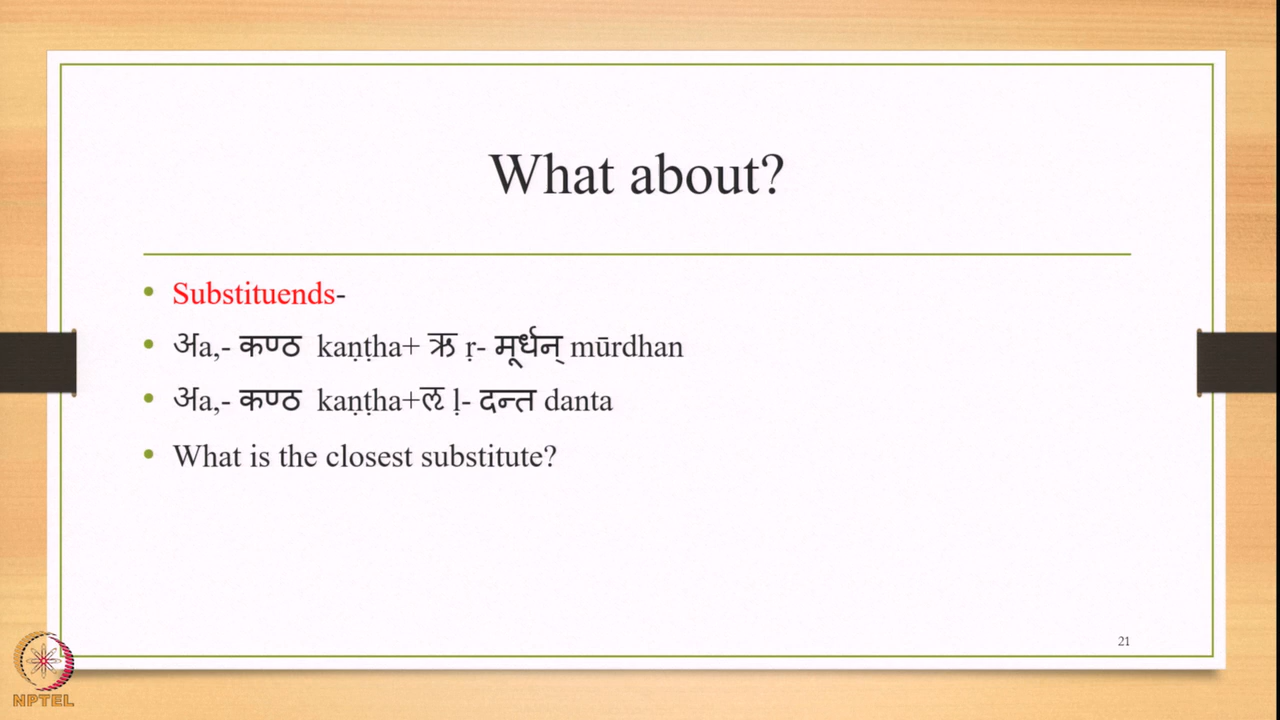 What about?
Substituends-
अa,- कण्ठ kaṇṭha+ ऋ ṛ- मूर्धन् mūrdhan
अa,- कण्ठ kaṇṭha+ऌ ḷ- दन्त danta
What is the closest substitute?
21
NPTEL